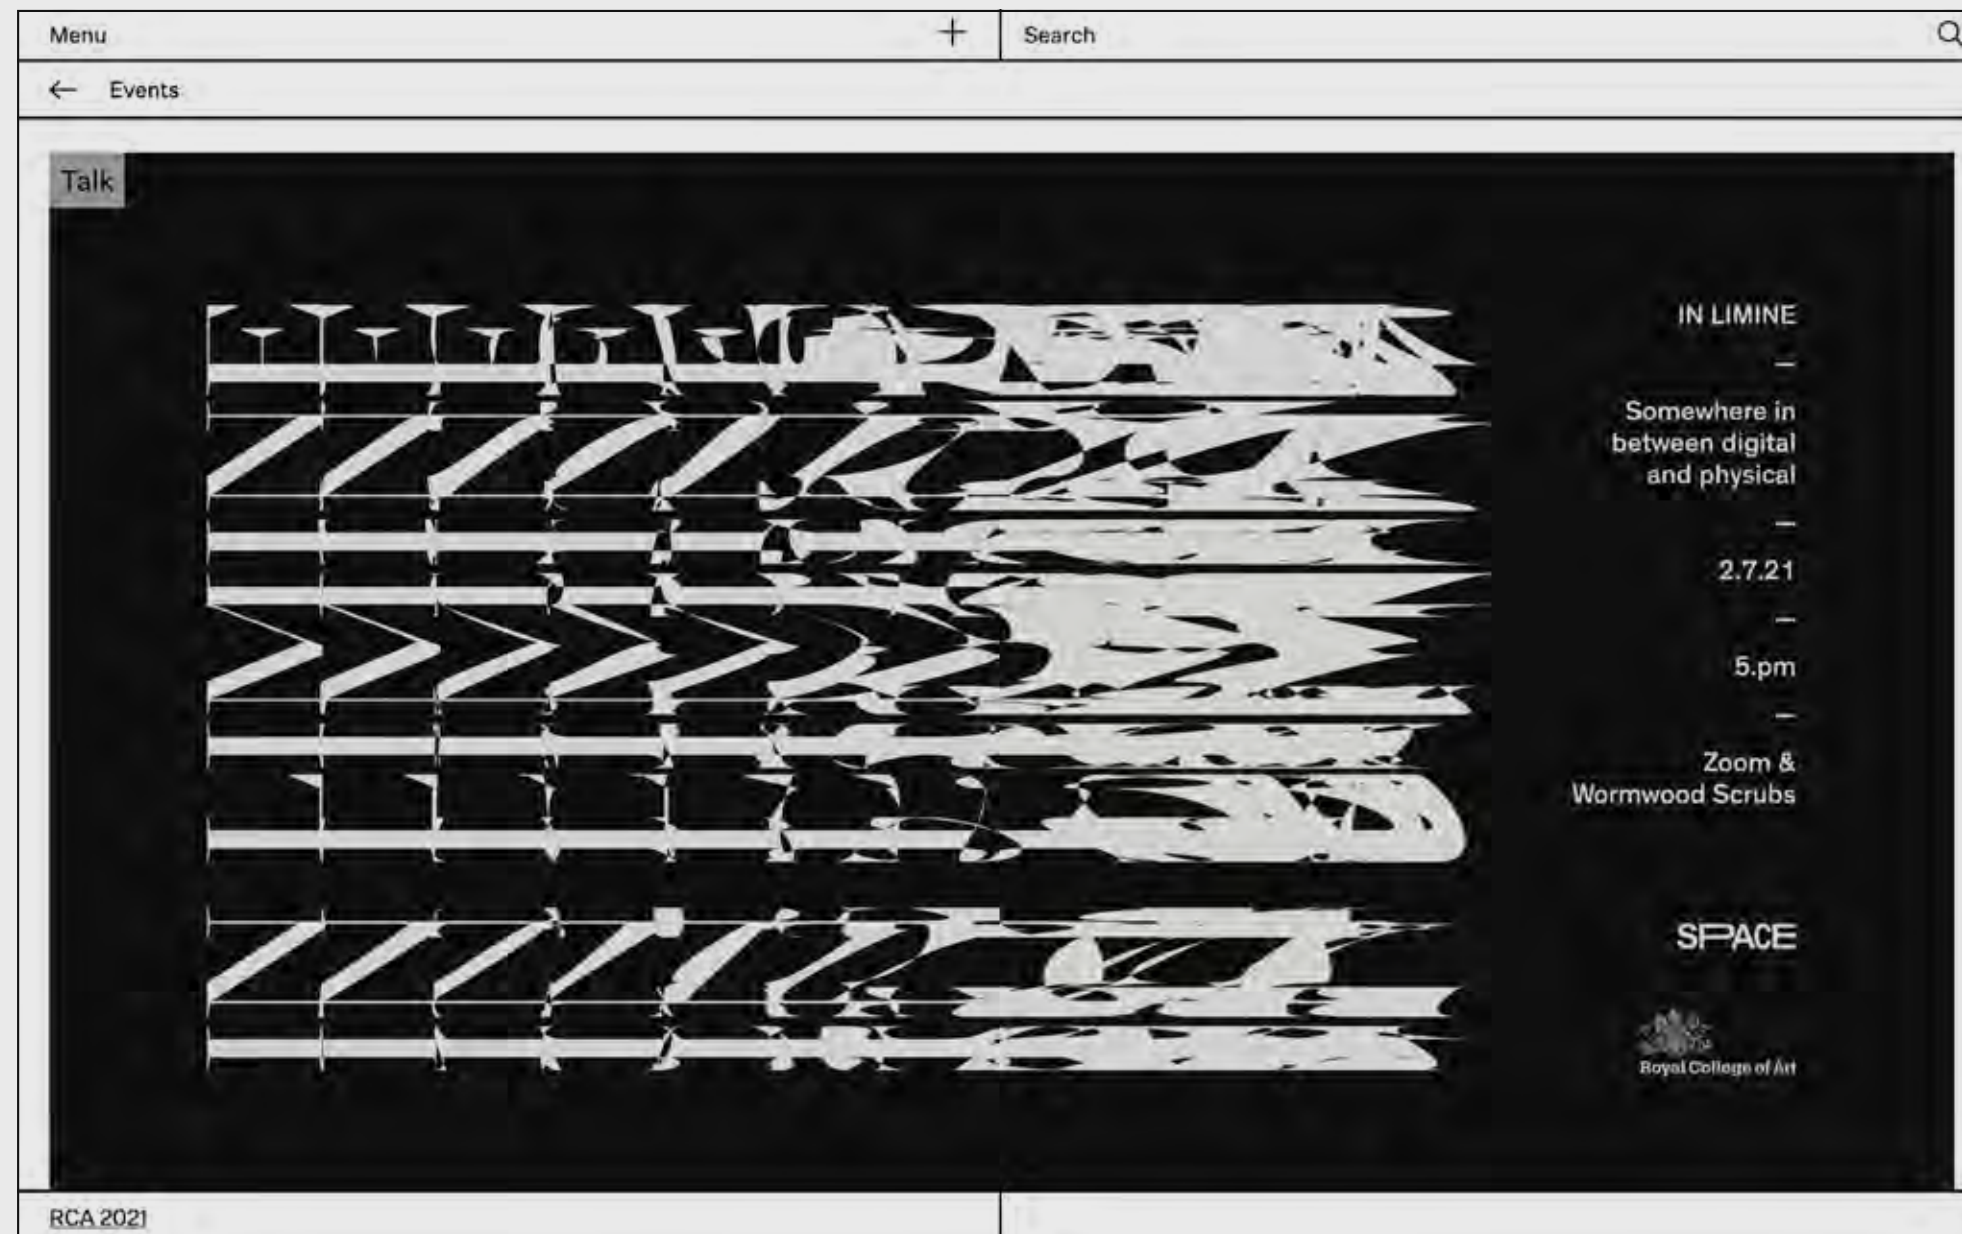 Menu
Search
Events
Talk
IN LIMINE
—
Somewhere in
between digital
and physical
—
2.7.21
—
5.pm
—
Zoom &
Wormwood Scrubs
SPACE
Royal College of Art
RCA 2021